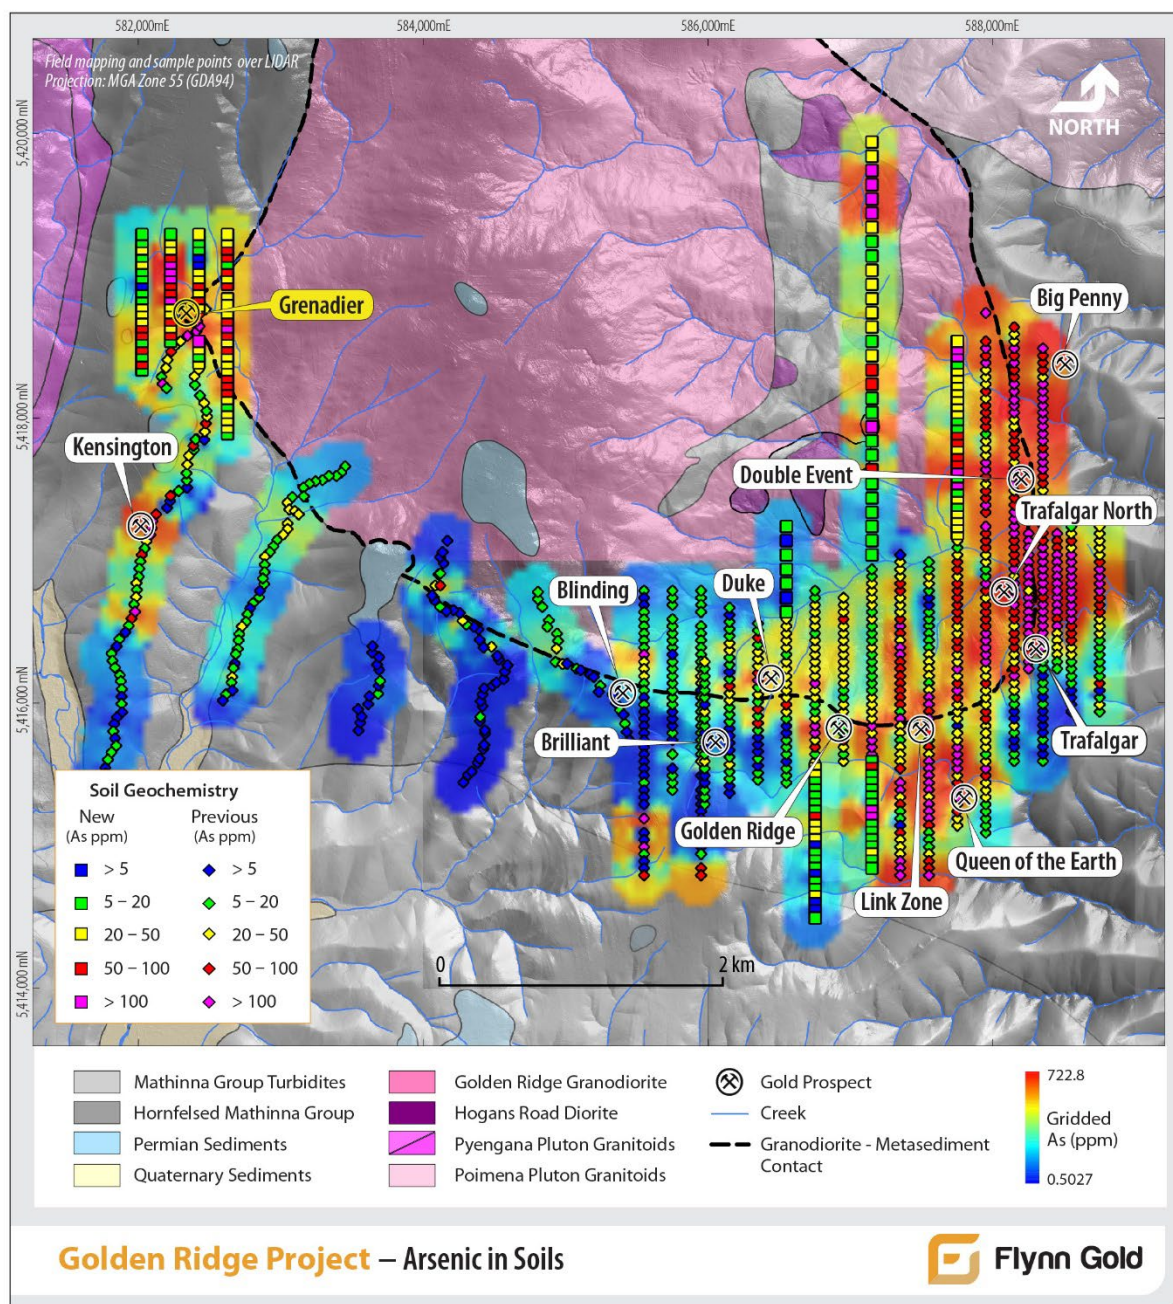 582,000mE
584,000mE
586,000mE
588,000mE
Field mapping and sample points over LIDAR
Projection: MGA Zone 55 (GDA94)
NORTH
5,420,000 mN
5,418,000 mN
5,416,000 mN
5,414,000 mN
Grenadier
Big Penny
Kensington
Double Event
Trafalgar North
Blinding
Duke
Brilliant
Trafalgar
Golden Ridge
Queen of the Earth
Link Zone
Soil Geochemistry
New Previous
(As ppm) (As ppm)
> 5 > 5
5 – 20 5 – 20
20 – 50 20 – 50
50 – 100 50 – 100
> 100 > 100
0 2 km
Mathinna Group Turbidites
Hornfelsed Mathinna Group
Permian Sediments
Quaternary Sediments
Golden Ridge Granodiorite
Hogans Road Diorite
Pyengana Pluton Granitoids
Poimena Pluton Granitoids
Gold Prospect
Creek
Granodiorite - Metasediment
Contact
722.8
Gridded
As (ppm)
0.5027
Golden Ridge Project – Arsenic in Soils
Flynn Gold